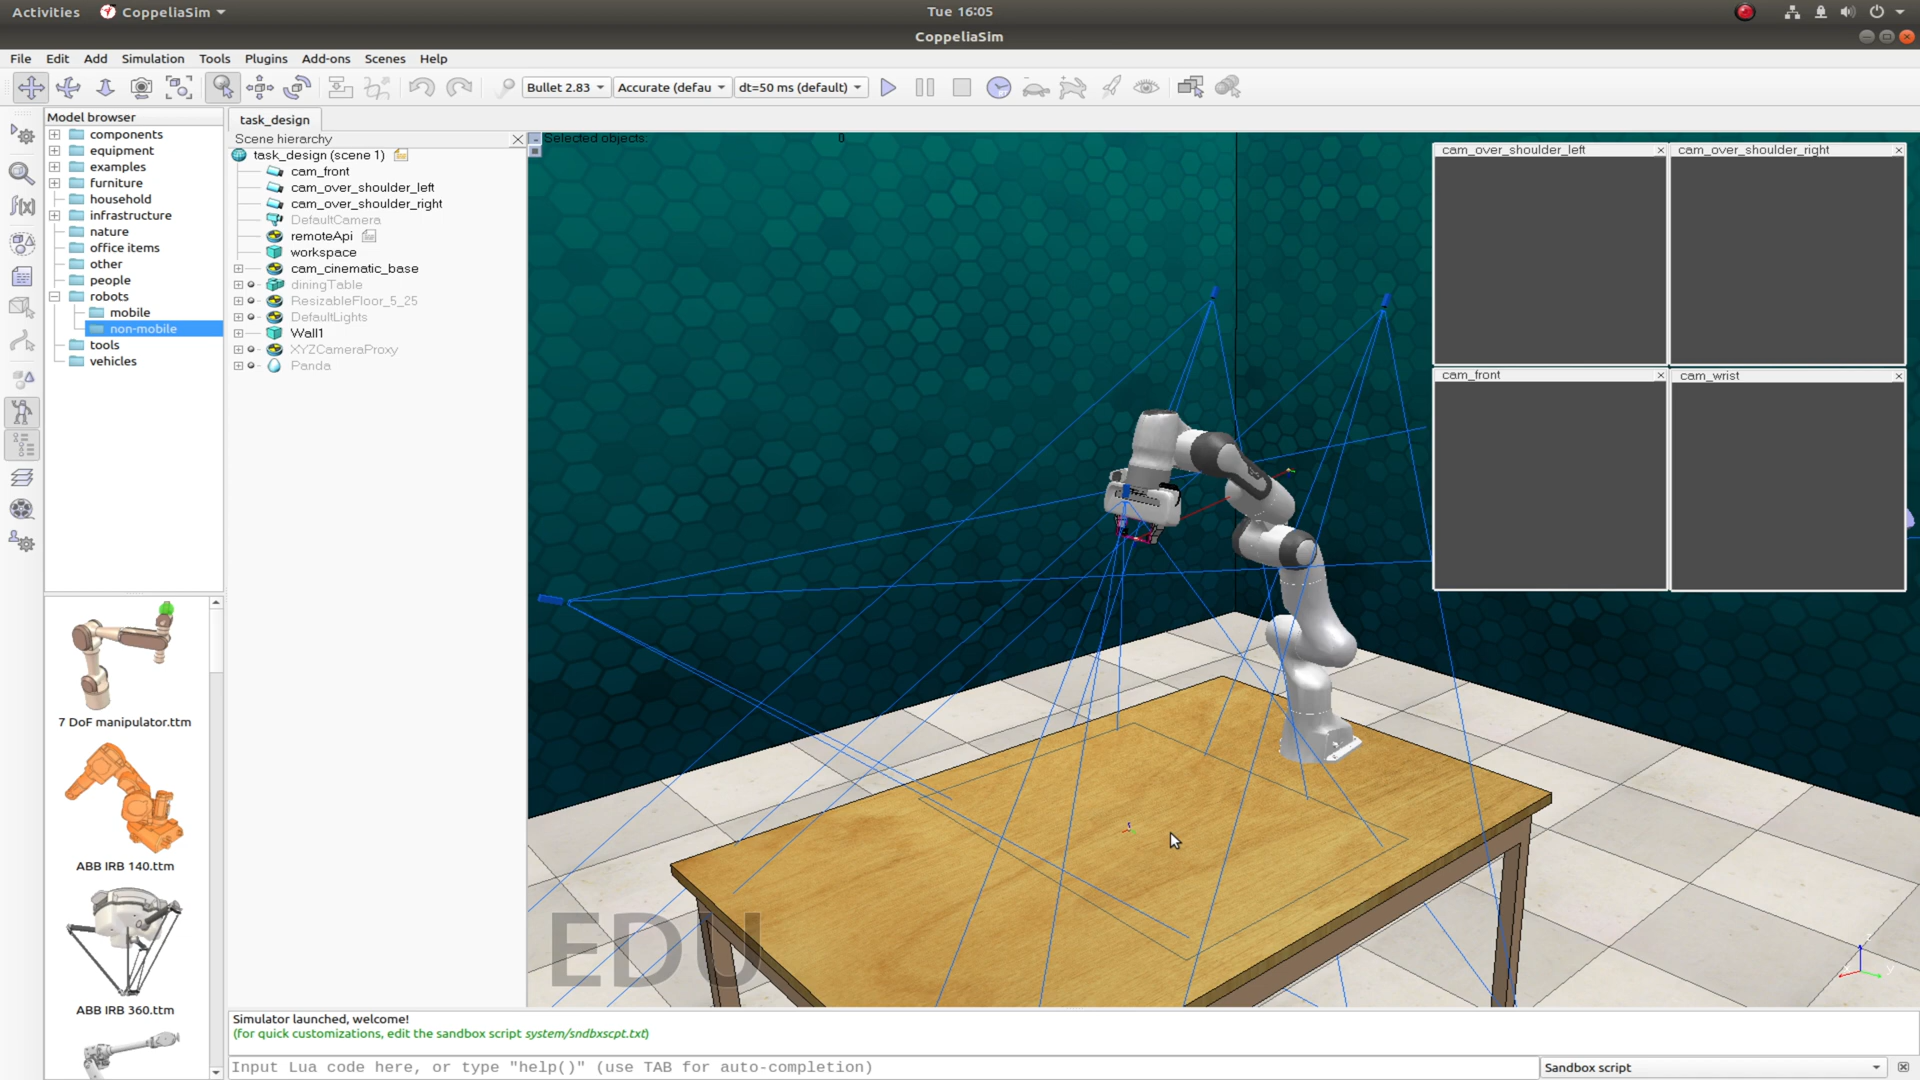 Activities CoppeliaSim Tue 16:05
CoppeliaSim
File Edit Add Simulation Tools Plugins Add-ons Scenes Help
Bullet 2.83 Accurate (defau dt=50 ms (default)
Model browser
components
equipment
examples
furniture
household
infrastructure
nature
office items
other
people
robots
mobile
non-mobile
tools
vehicles
7 DoF manipulator.ttm
ABB IRB 140.ttm
ABB IRB 360.ttm
task_design
Scene hierarchy
task_design (scene 1)
cam_front
cam_over_shoulder_left
cam_over_shoulder_right
DefaultCamera
remoteApi
workspace
cam_cinematic_base
diningTable
ResizableFloor_5_25
DefaultLights
Wall1
XYZCameraProxy
Panda
Selected objects: 0
cam_over_shoulder_left
cam_over_shoulder_right
cam_front
cam_wrist
EDU
Simulator launched, welcome!
(for quick customizations, edit the sandbox script system/sndbxscpt.txt)
Input Lua code here, or type "help()" (use TAB for auto-completion)
Sandbox script